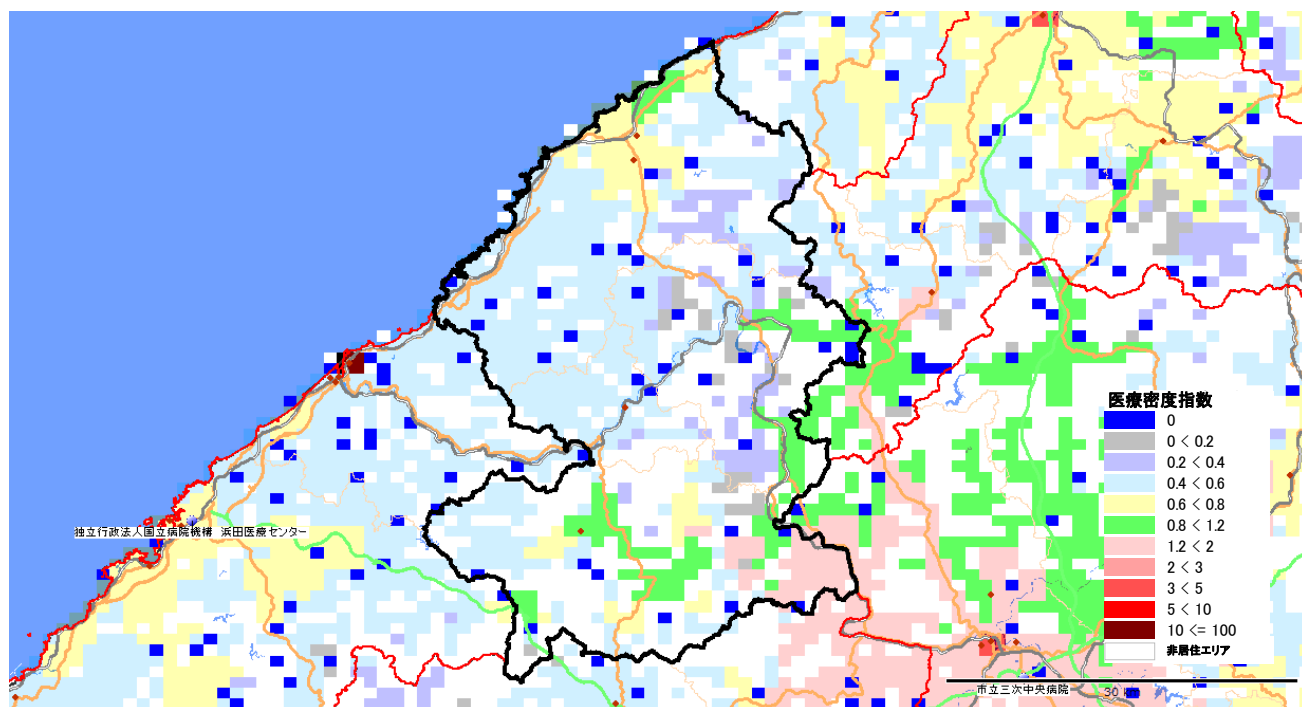 独立行政法人国立病院機構 浜田医療センター
医療密度指数
0
0 < 0.2
0.2 < 0.4
0.4 < 0.6
0.6 < 0.8
0.8 < 1.2
1.2 < 2
2 < 3
3 < 5
5 < 10
10 <= 100
非居住エリア
市立三次中央病院
30 km